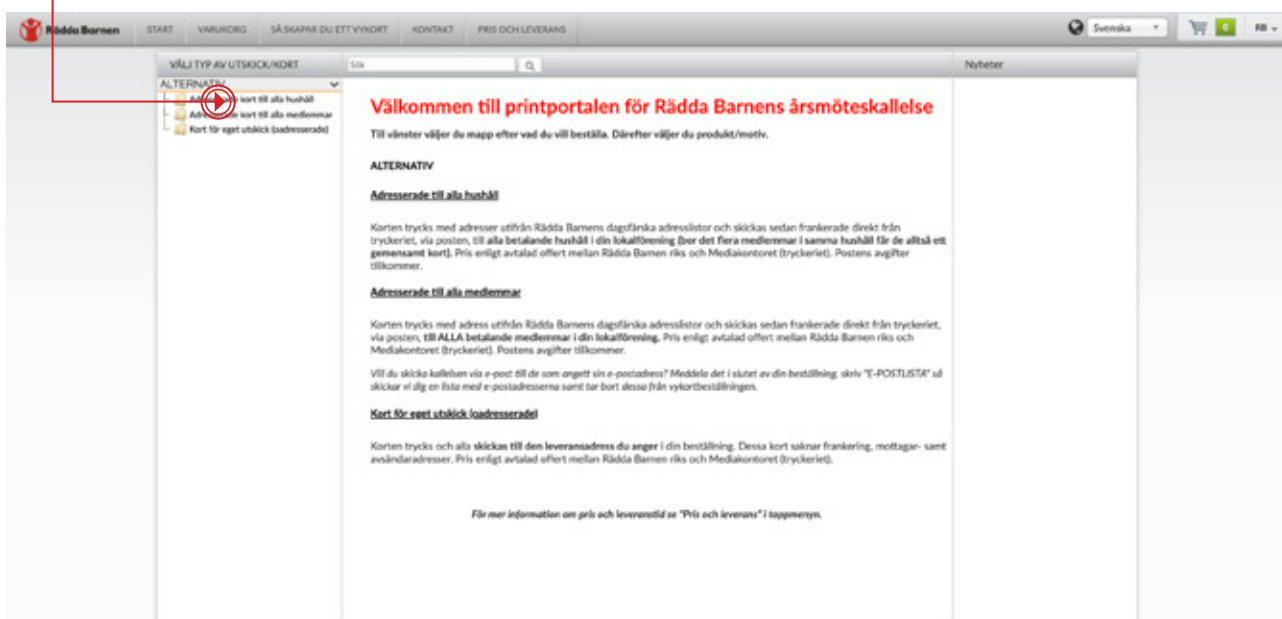 Rädda Barnen
START
VARUKORG
SÅ SKAPAR DU ETT VYKORT
KONTAKT
PRIS OCH LEVERANS
Svenska
0
RB
VÄLJ TYP AV UTSKICK/KORT
Sök
Nyheter
ALTERNATIV
kort till alla hushåll
kort till alla medlemmar
Kort för eget utskick (oadresserade)
Välkommen till printportalen för Rädda Barnens årsmöteskallelse
Till vänster väljer du mapp efter vad du vill beställa. Därefter väljer du produkt/motiv.
ALTERNATIV
Adresserade till alla hushåll
Korten trycks med adresser utifrån Rädda Barnens dagsfärska adresslistor och skickas sedan frankerade direkt från
tryckeriet, via posten, till alla betalande hushåll i din lokalförening (bor det flera medlemmar i samma hushåll får de alltså ett
gemensamt kort). Pris enligt avtalad offert mellan Rädda Barnen riks och Mediakontoret (tryckeriet). Postens avgifter
tillkommer.
Adresserade till alla medlemmar
Korten trycks med adress utifrån Rädda Barnens dagsfärska adresslistor och skickas sedan frankerade direkt från tryckeriet,
via posten, till ALLA betalande medlemmar i din lokalförening. Pris enligt avtalad offert mellan Rädda Barnen riks och
Mediakontoret (tryckeriet). Postens avgifter tillkommer.
Vill du skicka kallelsen via e-post till de som angett sin e-postadress? Meddela det i slutet av din beställning, skriv "E-POSTLISTA" så
skickar vi dig en lista med e-postadresserna samt tar bort dessa från vykortbeställningen.
Kort för eget utskick (oadresserade)
Korten trycks och alla skickas till den leveransadress du anger i din beställning. Dessa kort saknar frankering, mottagar- samt
avsändaradresser. Pris enligt avtalad offert mellan Rädda Barnen riks och Mediakontoret (tryckeriet).
För mer information om pris och leveranstid se "Pris och leverans" i toppmenyn.